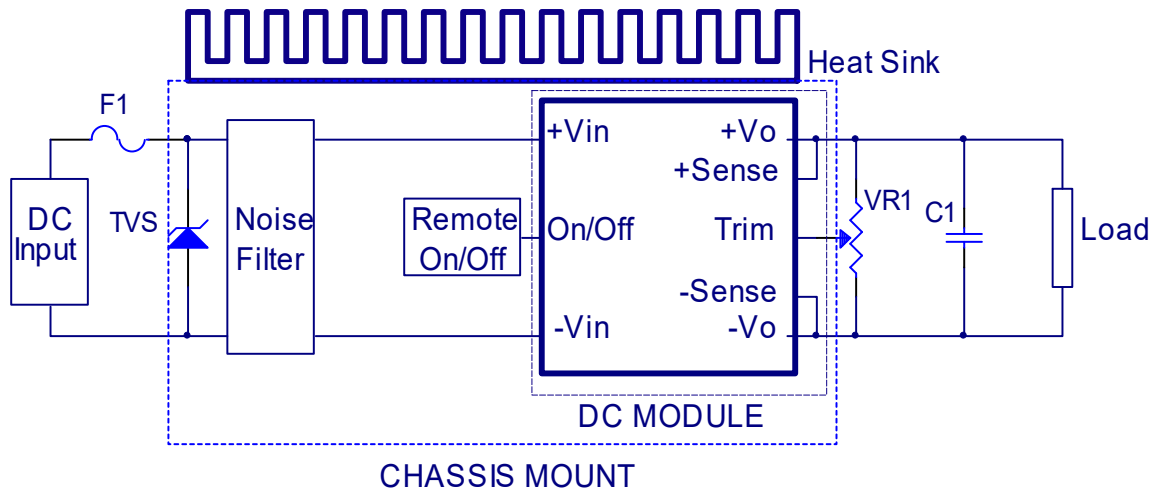 Heat Sink
F1
+Vin
+Vo
+Sense
DC
Input
TVS
Noise
Filter
Remote
On/Off
On/Off
Trim
VR1
C1
Load
-Sense
-Vin
-Vo
DC MODULE
CHASSIS MOUNT